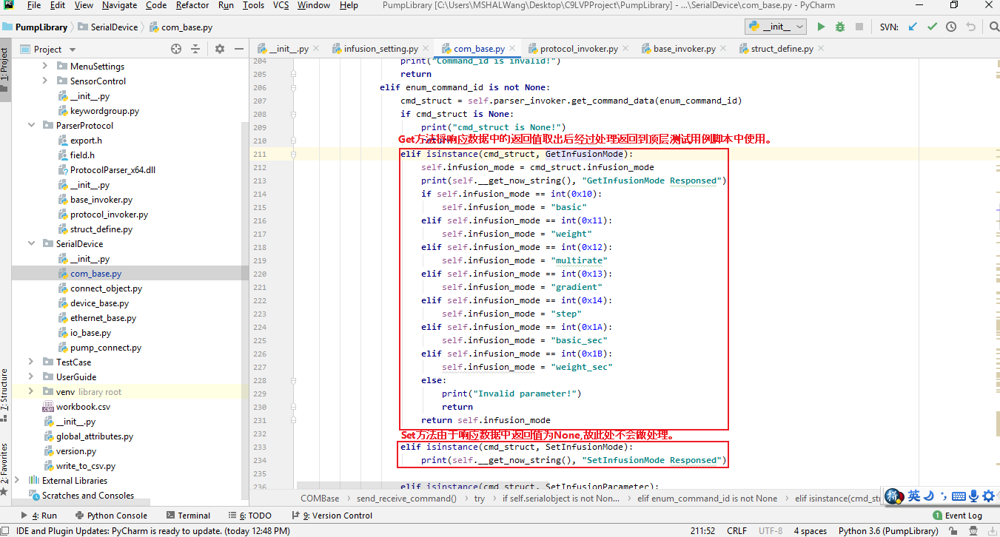 File Edit View Navigate Code Refactor Run Tools VCS Window Help PumpLibrary [C:\Users\MSHALWang\Desktop\C9LVPProject\PumpLibrary] - ...\SerialDevice\com_base.py - PyCharm
PumpLibrary SerialDevice com_base.py __init__ SVN:
Project __init__.py infusion_setting.py com_base.py protocol_invoker.py base_invoker.py struct_define.py
1: Project
7: Structure
2: Favorites
MenuSettings
SensorControl
__init__.py
keywordgroup.py
ParserProtocol
export.h
field.h
ProtocolParser_x64.dll
__init__.py
base_invoker.py
protocol_invoker.py
struct_define.py
SerialDevice
__init__.py
com_base.py
connect_object.py
device_base.py
ethernet_base.py
io_base.py
pump_connect.py
TestCase
UserGuide
venv library root
workbook.csv
__init__.py
global_attributes.py
version.py
write_to_csv.py
External Libraries
Scratches and Consoles
204 print("Command_id is invalid!")
205 return
206 elif enum_command_id is not None:
207 cmd_struct = self.parser_invoker.get_command_data(enum_command_id)
208 if cmd_struct is None:
209 print("cmd_struct is None!")
210
Get方法将响应数据中的返回值取出后经过处理返回到顶层测试用例脚本中使用。
211 elif isinstance(cmd_struct, GetInfusionMode):
212 self.infusion_mode = cmd_struct.infusion_mode
213 print(self.__get_now_string(), "GetInfusionMode Responsed")
214 if self.infusion_mode == int(0x10):
215 self.infusion_mode = "basic"
216 elif self.infusion_mode == int(0x11):
217 self.infusion_mode = "weight"
218 elif self.infusion_mode == int(0x12):
219 self.infusion_mode = "multirate"
220 elif self.infusion_mode == int(0x13):
221 self.infusion_mode = "gradient"
222 elif self.infusion_mode == int(0x14):
223 self.infusion_mode = "step"
224 elif self.infusion_mode == int(0x1A):
225 self.infusion_mode = "basic_sec"
226 elif self.infusion_mode == int(0x1B):
227 self.infusion_mode = "weight_sec"
228 else:
229 print("Invalid parameter!")
230 return
231 return self.infusion_mode
232
Set方法由于响应数据中返回值为None,故此处不会做处理。
233 elif isinstance(cmd_struct, SetInfusionMode):
234 print(self.__get_now_string(), "SetInfusionMode Responsed")
235
236 elif isinstance(cmd_struct, SetInfusionParameter):
COMBase send_receive_command() try if self.serialobject is not Non... elif enum_command_id is not None elif isinstance(cmd_st 英
4: Run Python Console Terminal 6: TODO 9: Version Control 1 Event Log
IDE and Plugin Updates: PyCharm is ready to update. (today 12:48 PM) 211:52 CRLF UTF-8 4 spaces Python 3.6 (PumpLibrary)